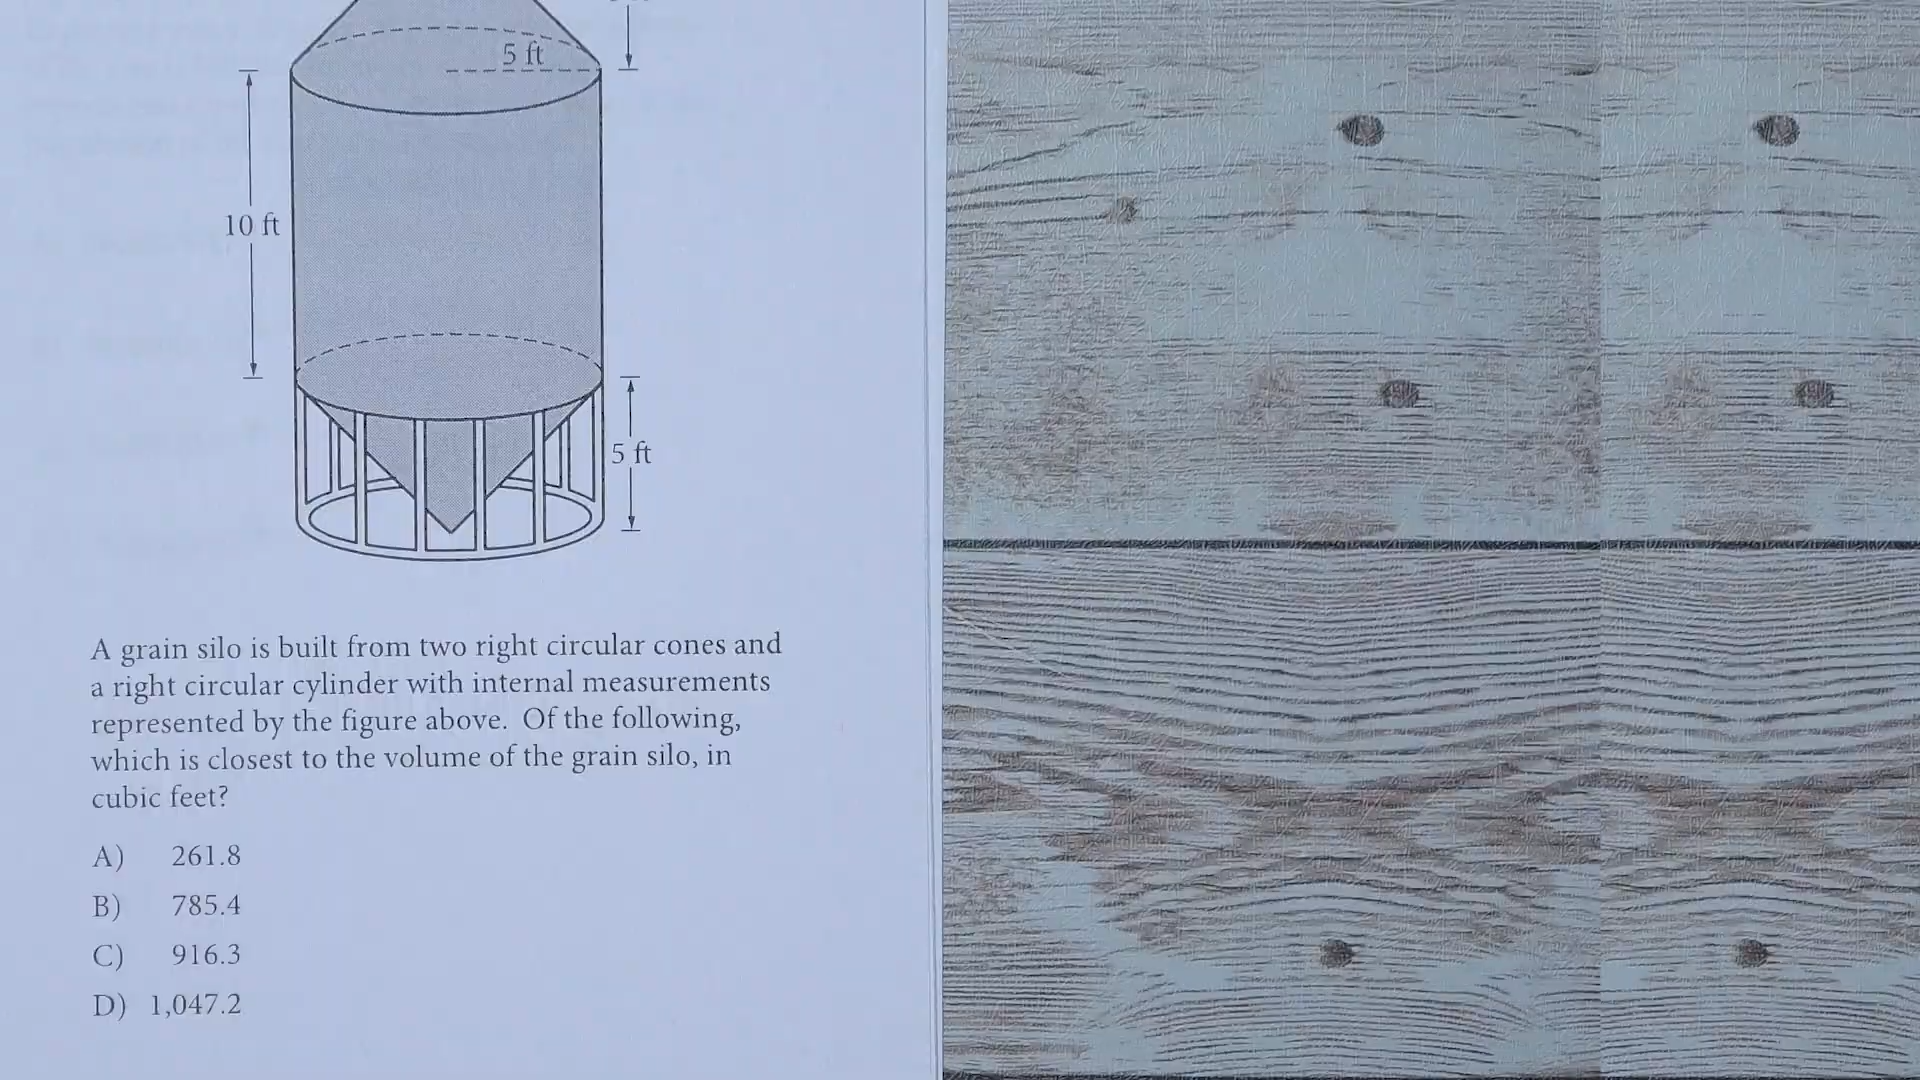 5 ft
10 ft
5 ft
A grain silo is built from two right circular cones and
a right circular cylinder with internal measurements
represented by the figure above. Of the following,
which is closest to the volume of the grain silo, in
cubic feet?
A) 261.8
B) 785.4
C) 916.3
D) 1,047.2